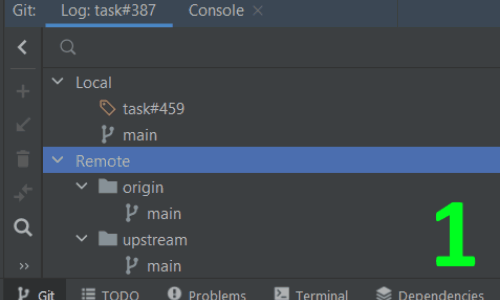 Git: Log: task#387 Console ×
Local
task#459
main
Remote
origin
main
upstream
main
1
Git TODO Problems Terminal Dependencies